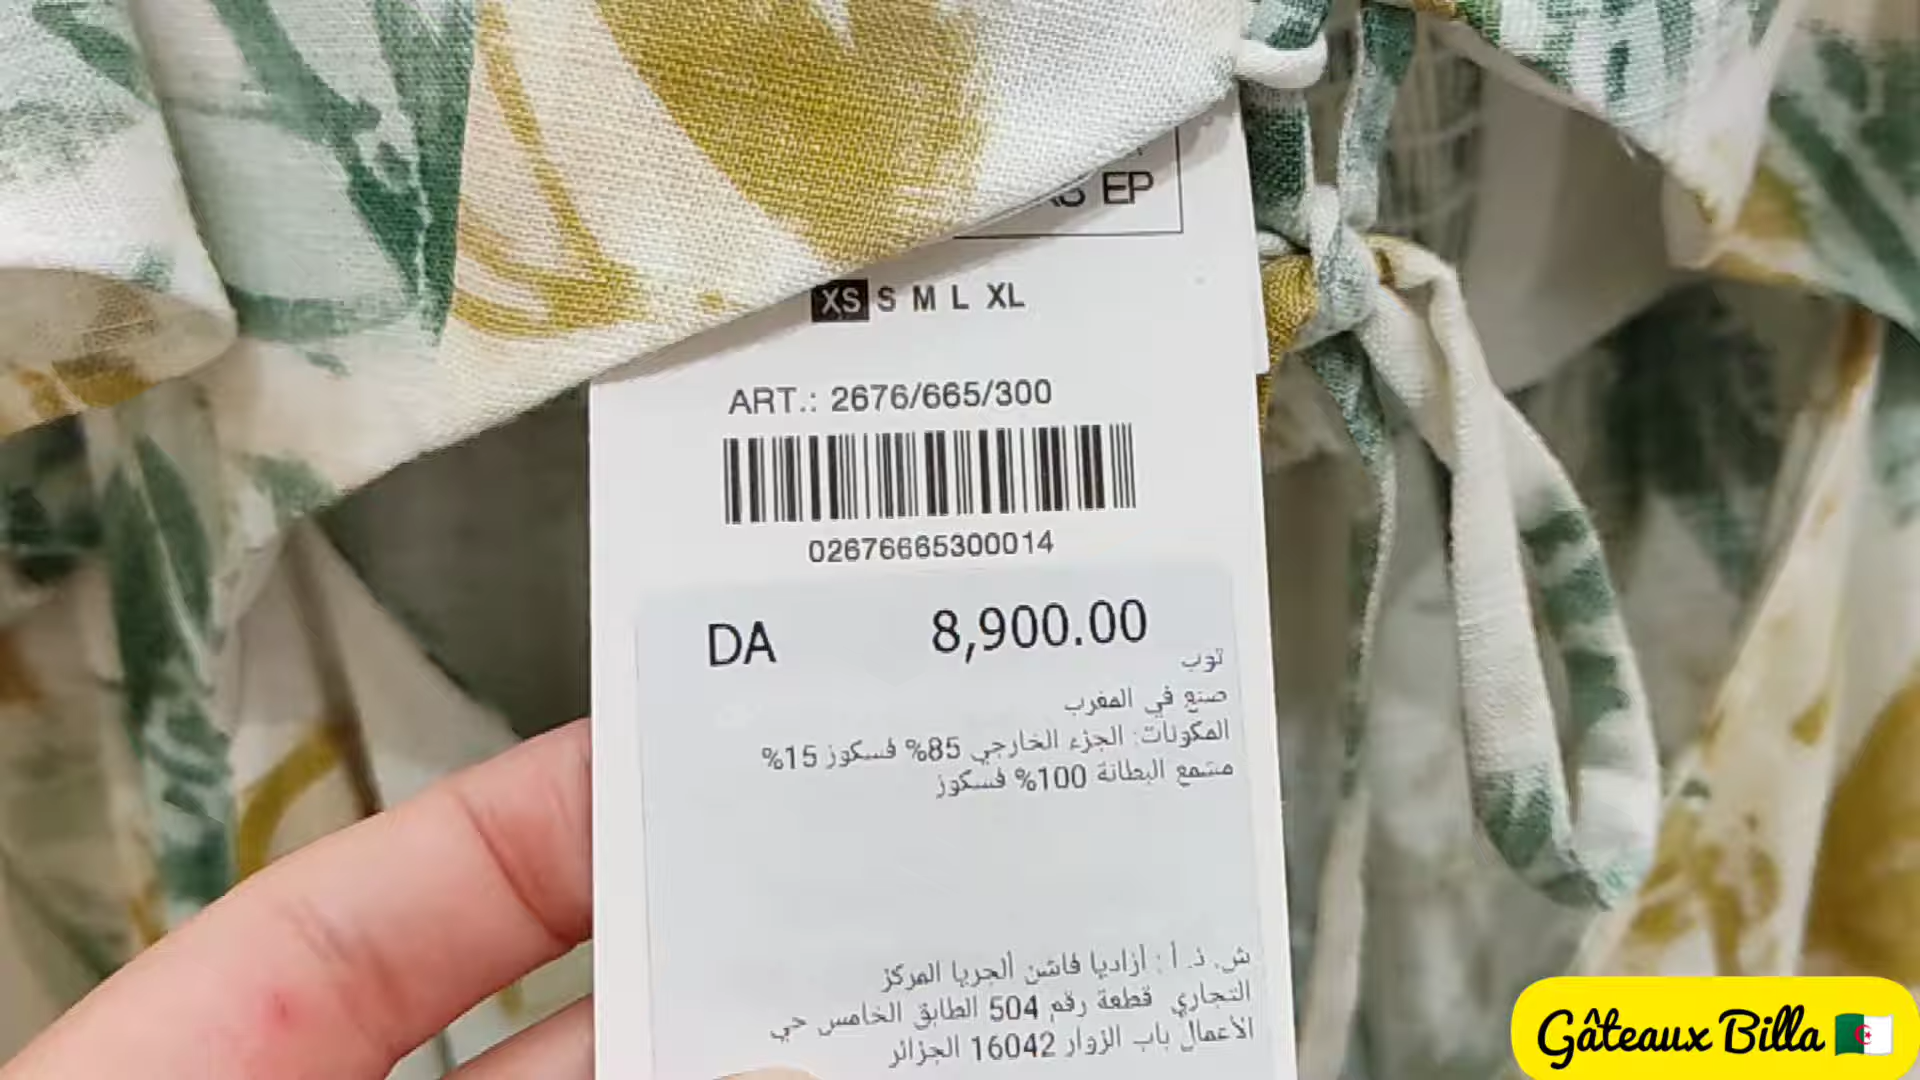 EP
XS S M L XL
ART.: 2676/665/300
02676665300014
DA 8,900.00
توب
صنع في المغرب
المكونات: الجزء الخارجي 85% فسكوز 15%
مشمع البطانة 100% فسكوز
ش. ذ. أ : أزاديا فاشن ألجريا المركز
التجاري قطعة رقم 504 الطابق الخامس حي
الأعمال باب الزوار 16042 الجزائر
Gâteaux Billa